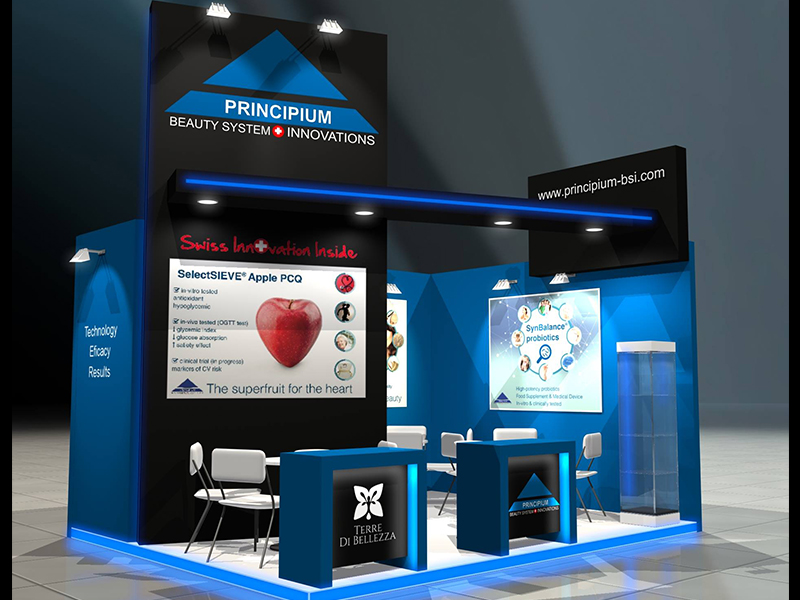 PRINCIPIUM
BEAUTY SYSTEM INNOVATIONS
www.principium-bsi.com
Swiss Innovation Inside
SelectSIEVE® Apple PCQ
in-vitro tested
antioxidant
hypoglycemic
in-vivo tested (OGTT test)
glycemic index
glucose absorption
satiety effect
clinical trial (in progress)
markers of CV risk
The superfruit for the heart
Technology
Eficacy
Results
SynBalance®
probiotics
High-potency probiotics
Food Supplement & Medical Device
In-vitro & clinically tested
TERRE
DI BELLEZZA
PRINCIPIUM
BEAUTY SYSTEM INNOVATIONS